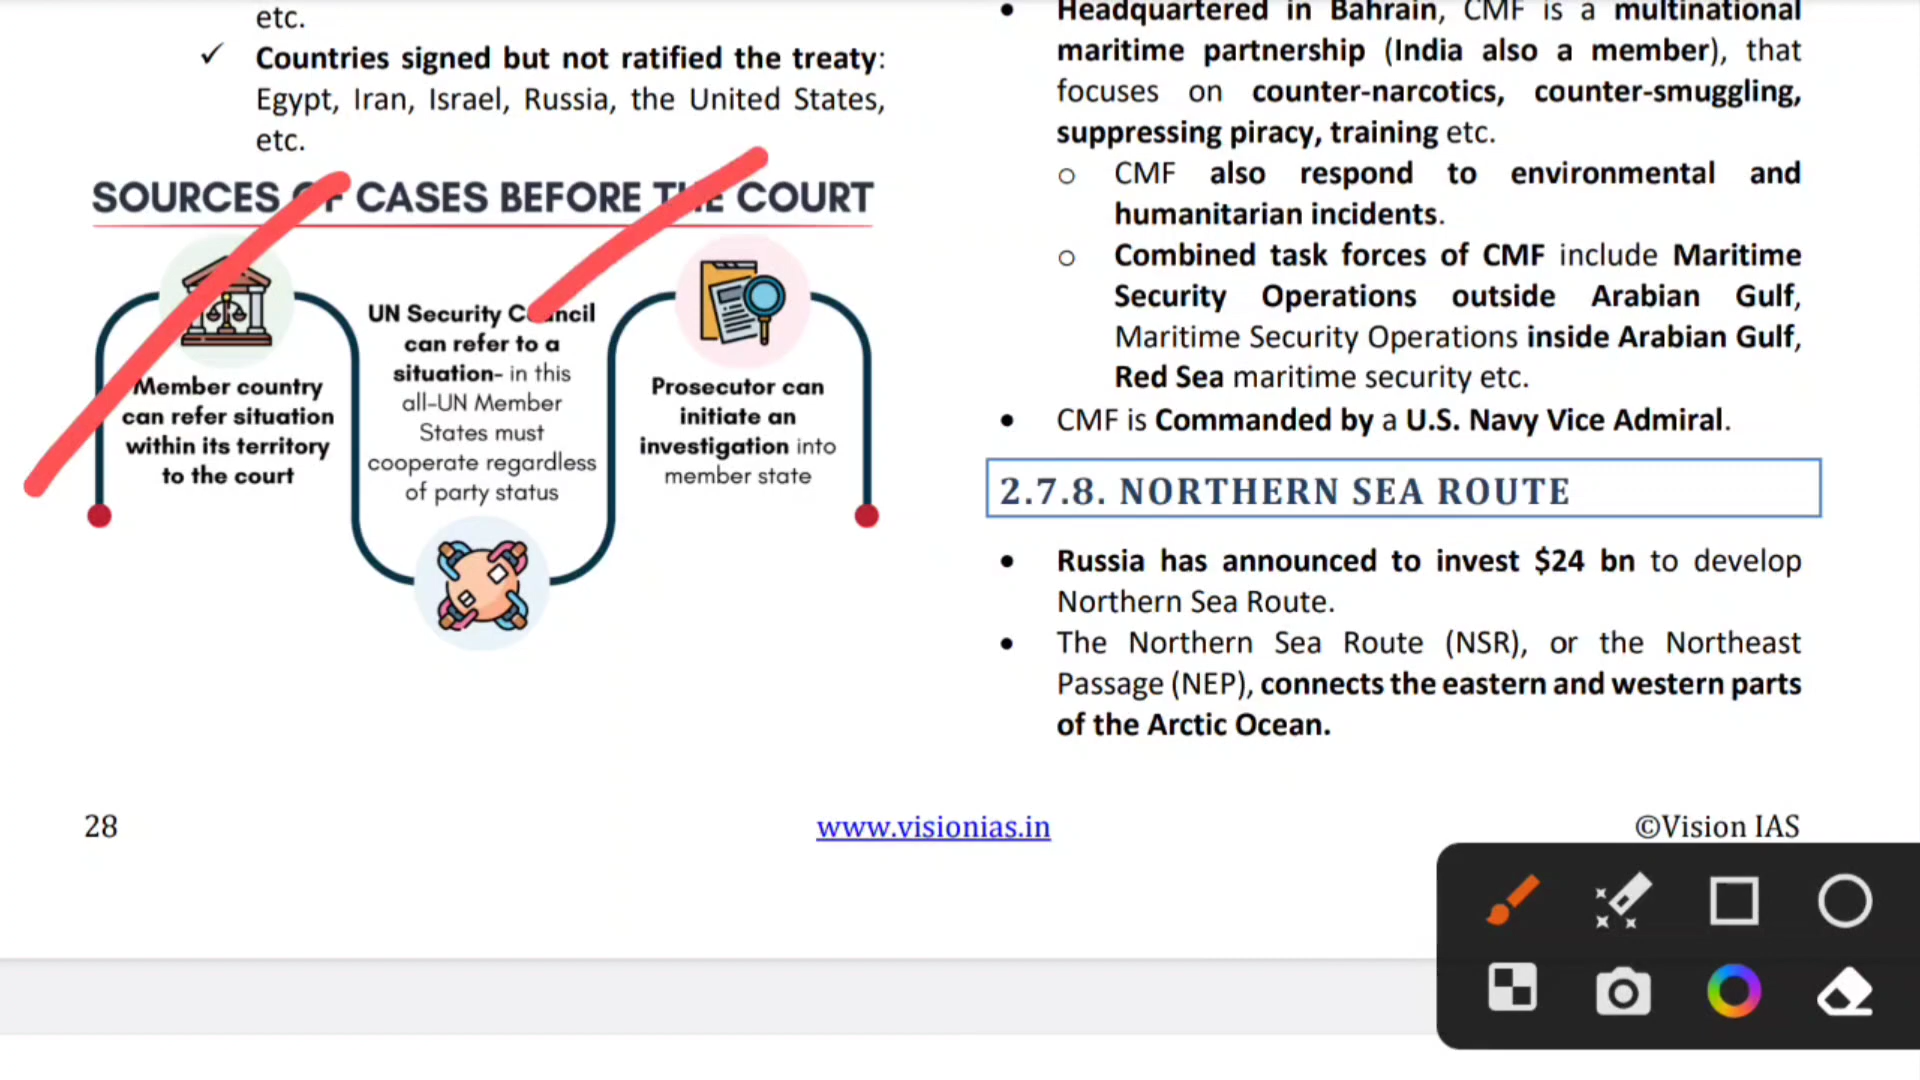 etc.
✓ Countries signed but not ratified the treaty:
Egypt, Iran, Israel, Russia, the United States,
etc.
SOURCES OF CASES BEFORE THE COURT
Member country
can refer situation
within its territory
to the court
UN Security Council
can refer to a
situation- in this
all-UN Member
States must
cooperate regardless
of party status
Prosecutor can
initiate an
investigation into
member state
• Headquartered in Bahrain, CMF is a multinational
maritime partnership (India also a member), that
focuses on counter-narcotics, counter-smuggling,
suppressing piracy, training etc.
o CMF also respond to environmental and
humanitarian incidents.
o Combined task forces of CMF include Maritime
Security Operations outside Arabian Gulf,
Maritime Security Operations inside Arabian Gulf,
Red Sea maritime security etc.
• CMF is Commanded by a U.S. Navy Vice Admiral.
2.7.8. NORTHERN SEA ROUTE
• Russia has announced to invest $24 bn to develop
Northern Sea Route.
• The Northern Sea Route (NSR), or the Northeast
Passage (NEP), connects the eastern and western parts
of the Arctic Ocean.
28
www.visionias.in
©Vision IAS